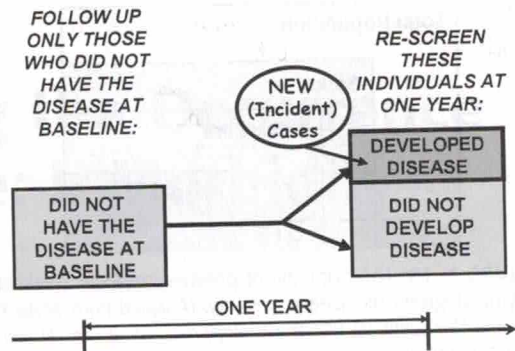 FOLLOW UP
ONLY THOSE
WHO DID NOT
HAVE THE
DISEASE AT
BASELINE:
RE-SCREEN
THESE
INDIVIDUALS AT
ONE YEAR:
NEW
(Incident)
Cases
DEVELOPED
DISEASE
DID NOT
HAVE THE
DISEASE AT
BASELINE
DID NOT
DEVELOP
DISEASE
ONE YEAR